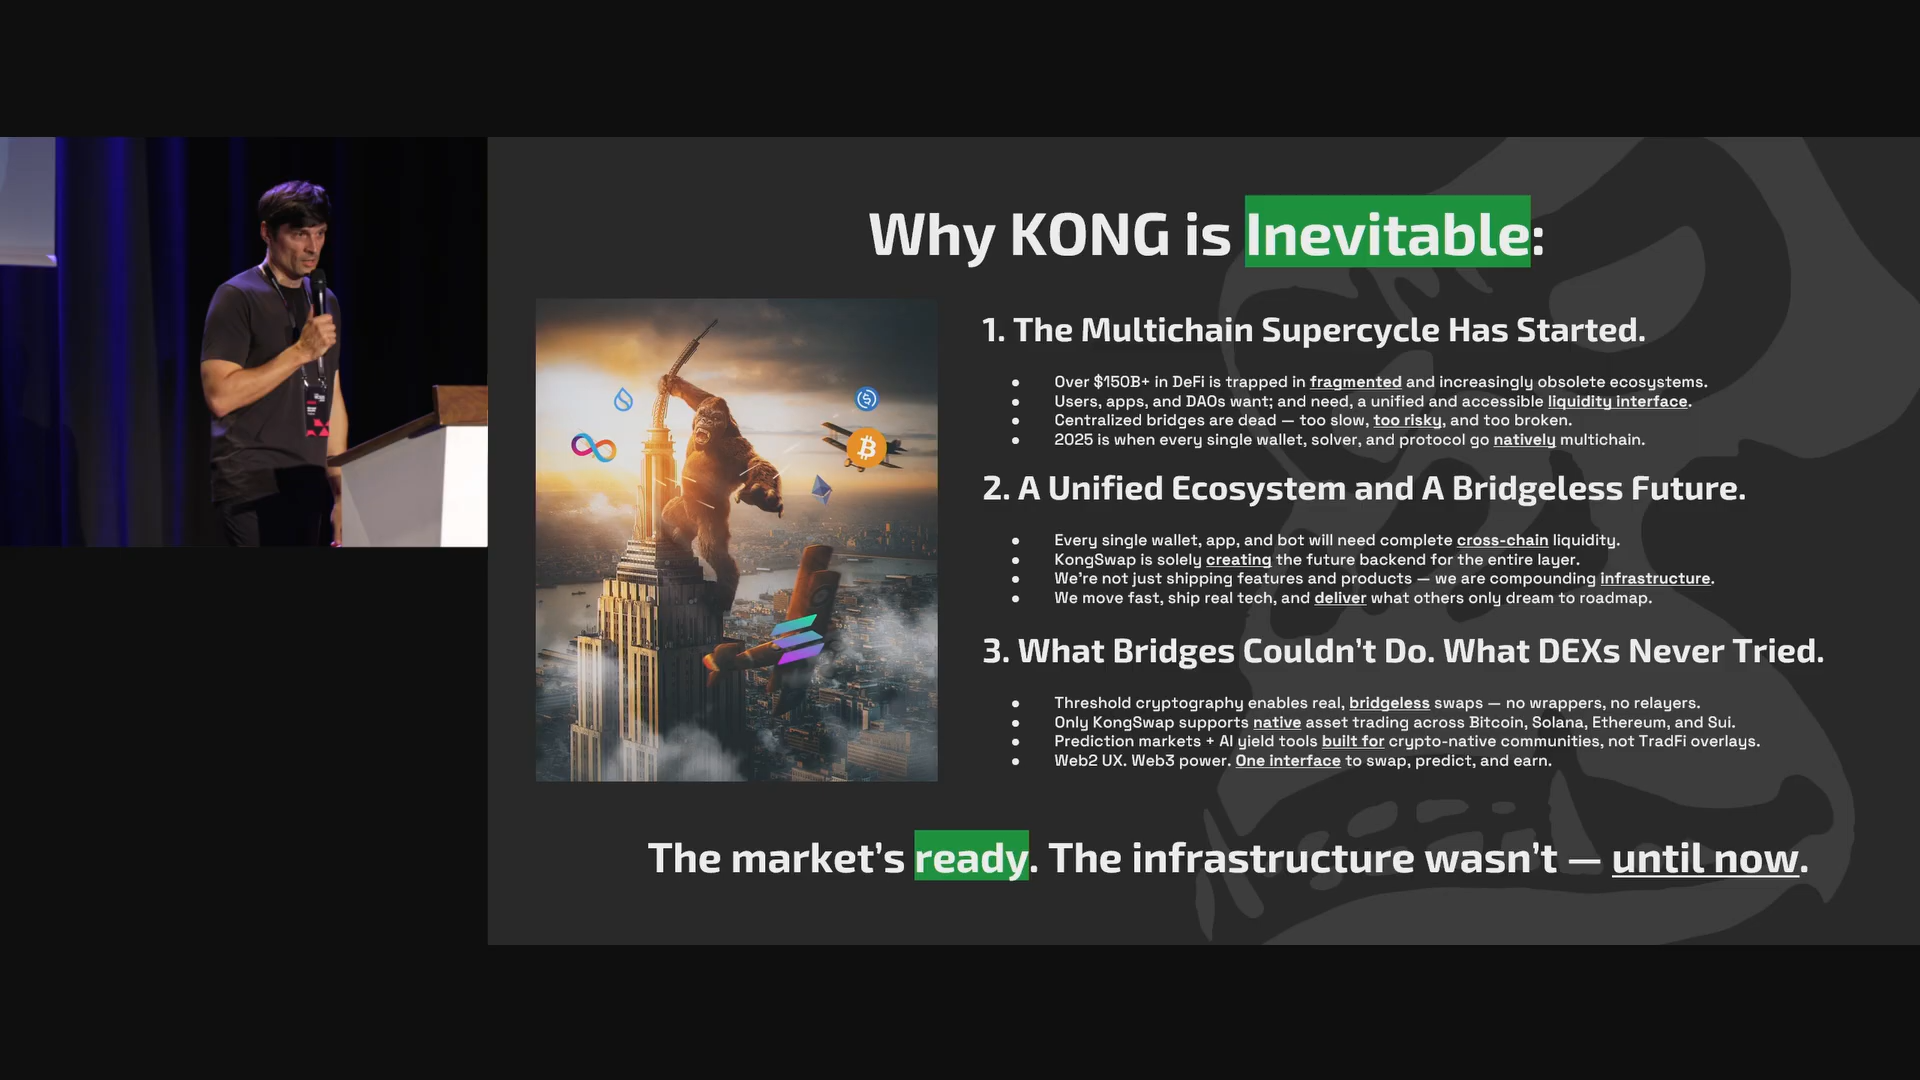 Why KONG is Inevitable:
1. The Multichain Supercycle Has Started.
● Over $150B+ in DeFi is trapped in fragmented and increasingly obsolete ecosystems.
● Users, apps, and DAOs want; and need, a unified and accessible liquidity interface.
● Centralized bridges are dead — too slow, too risky, and too broken.
● 2025 is when every single wallet, solver, and protocol go natively multichain.
2. A Unified Ecosystem and A Bridgeless Future.
● Every single wallet, app, and bot will need complete cross-chain liquidity.
● KongSwap is solely creating the future backend for the entire layer.
● We’re not just shipping features and products — we are compounding infrastructure.
● We move fast, ship real tech, and deliver what others only dream to roadmap.
3. What Bridges Couldn’t Do. What DEXs Never Tried.
● Threshold cryptography enables real, bridgeless swaps — no wrappers, no relayers.
● Only KongSwap supports native asset trading across Bitcoin, Solana, Ethereum, and Sui.
● Prediction markets + AI yield tools built for crypto-native communities, not TradFi overlays.
● Web2 UX. Web3 power. One interface to swap, predict, and earn.
The market’s ready. The infrastructure wasn’t — until now.